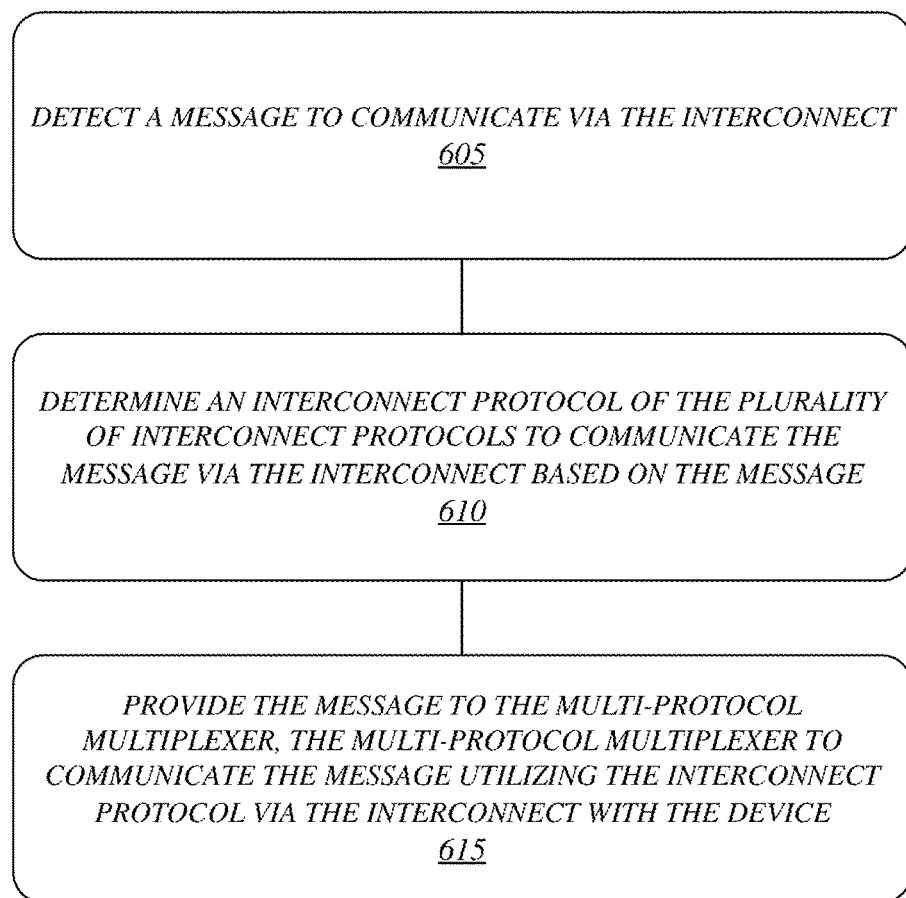 DETECT A MESSAGE TO COMMUNICATE VIA THE INTERCONNECT
605
DETERMINE AN INTERCONNECT PROTOCOL OF THE PLURALITY
OF INTERCONNECT PROTOCOLS TO COMMUNICATE THE
MESSAGE VIA THE INTERCONNECT BASED ON THE MESSAGE
610
PROVIDE THE MESSAGE TO THE MULTI-PROTOCOL
MULTIPLEXER, THE MULTI-PROTOCOL MULTIPLEXER TO
COMMUNICATE THE MESSAGE UTILIZING THE INTERCONNECT
PROTOCOL VIA THE INTERCONNECT WITH THE DEVICE
615